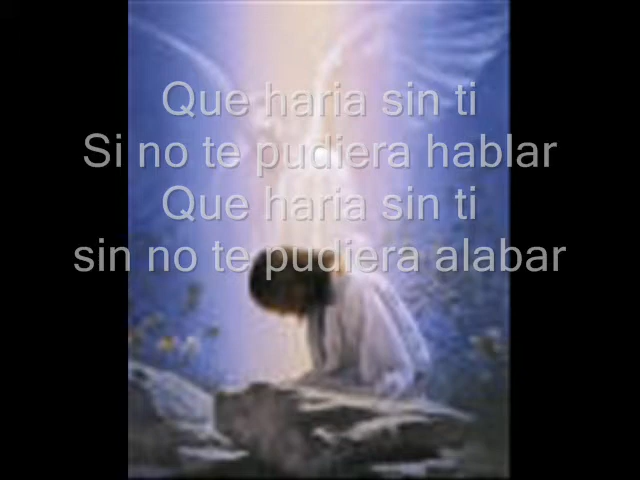 Que haria sin ti
Si no te pudiera hablar
Que haria sin ti
sin no te pudiera alabar